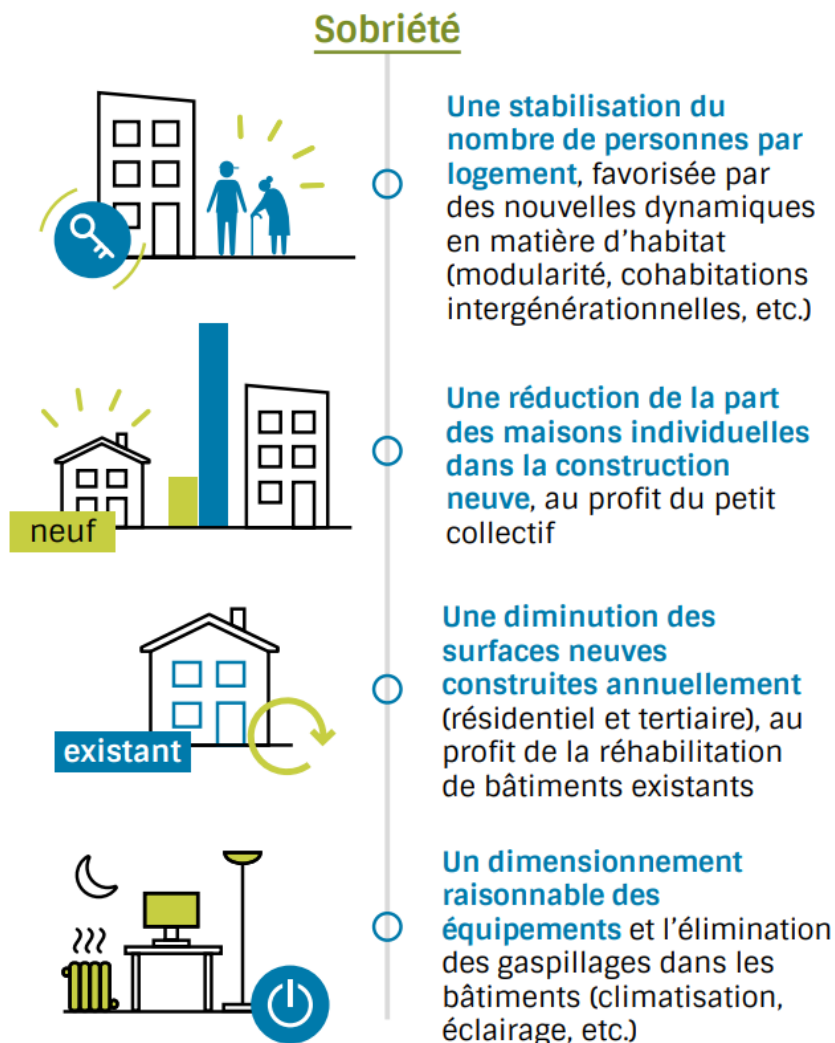 Sobriété
Une stabilisation du
nombre de personnes par
logement, favorisée par
des nouvelles dynamiques
en matière d’habitat
(modularité, cohabitations
intergénérationnelles, etc.)
neuf
Une réduction de la part
des maisons individuelles
dans la construction
neuve, au profit du petit
collectif
existant
Une diminution des
surfaces neuves
construites annuellement
(résidentiel et tertiaire), au
profit de la réhabilitation
de bâtiments existants
Un dimensionnement
raisonnable des
équipements et l’élimination
des gaspillages dans les
bâtiments (climatisation,
éclairage, etc.)